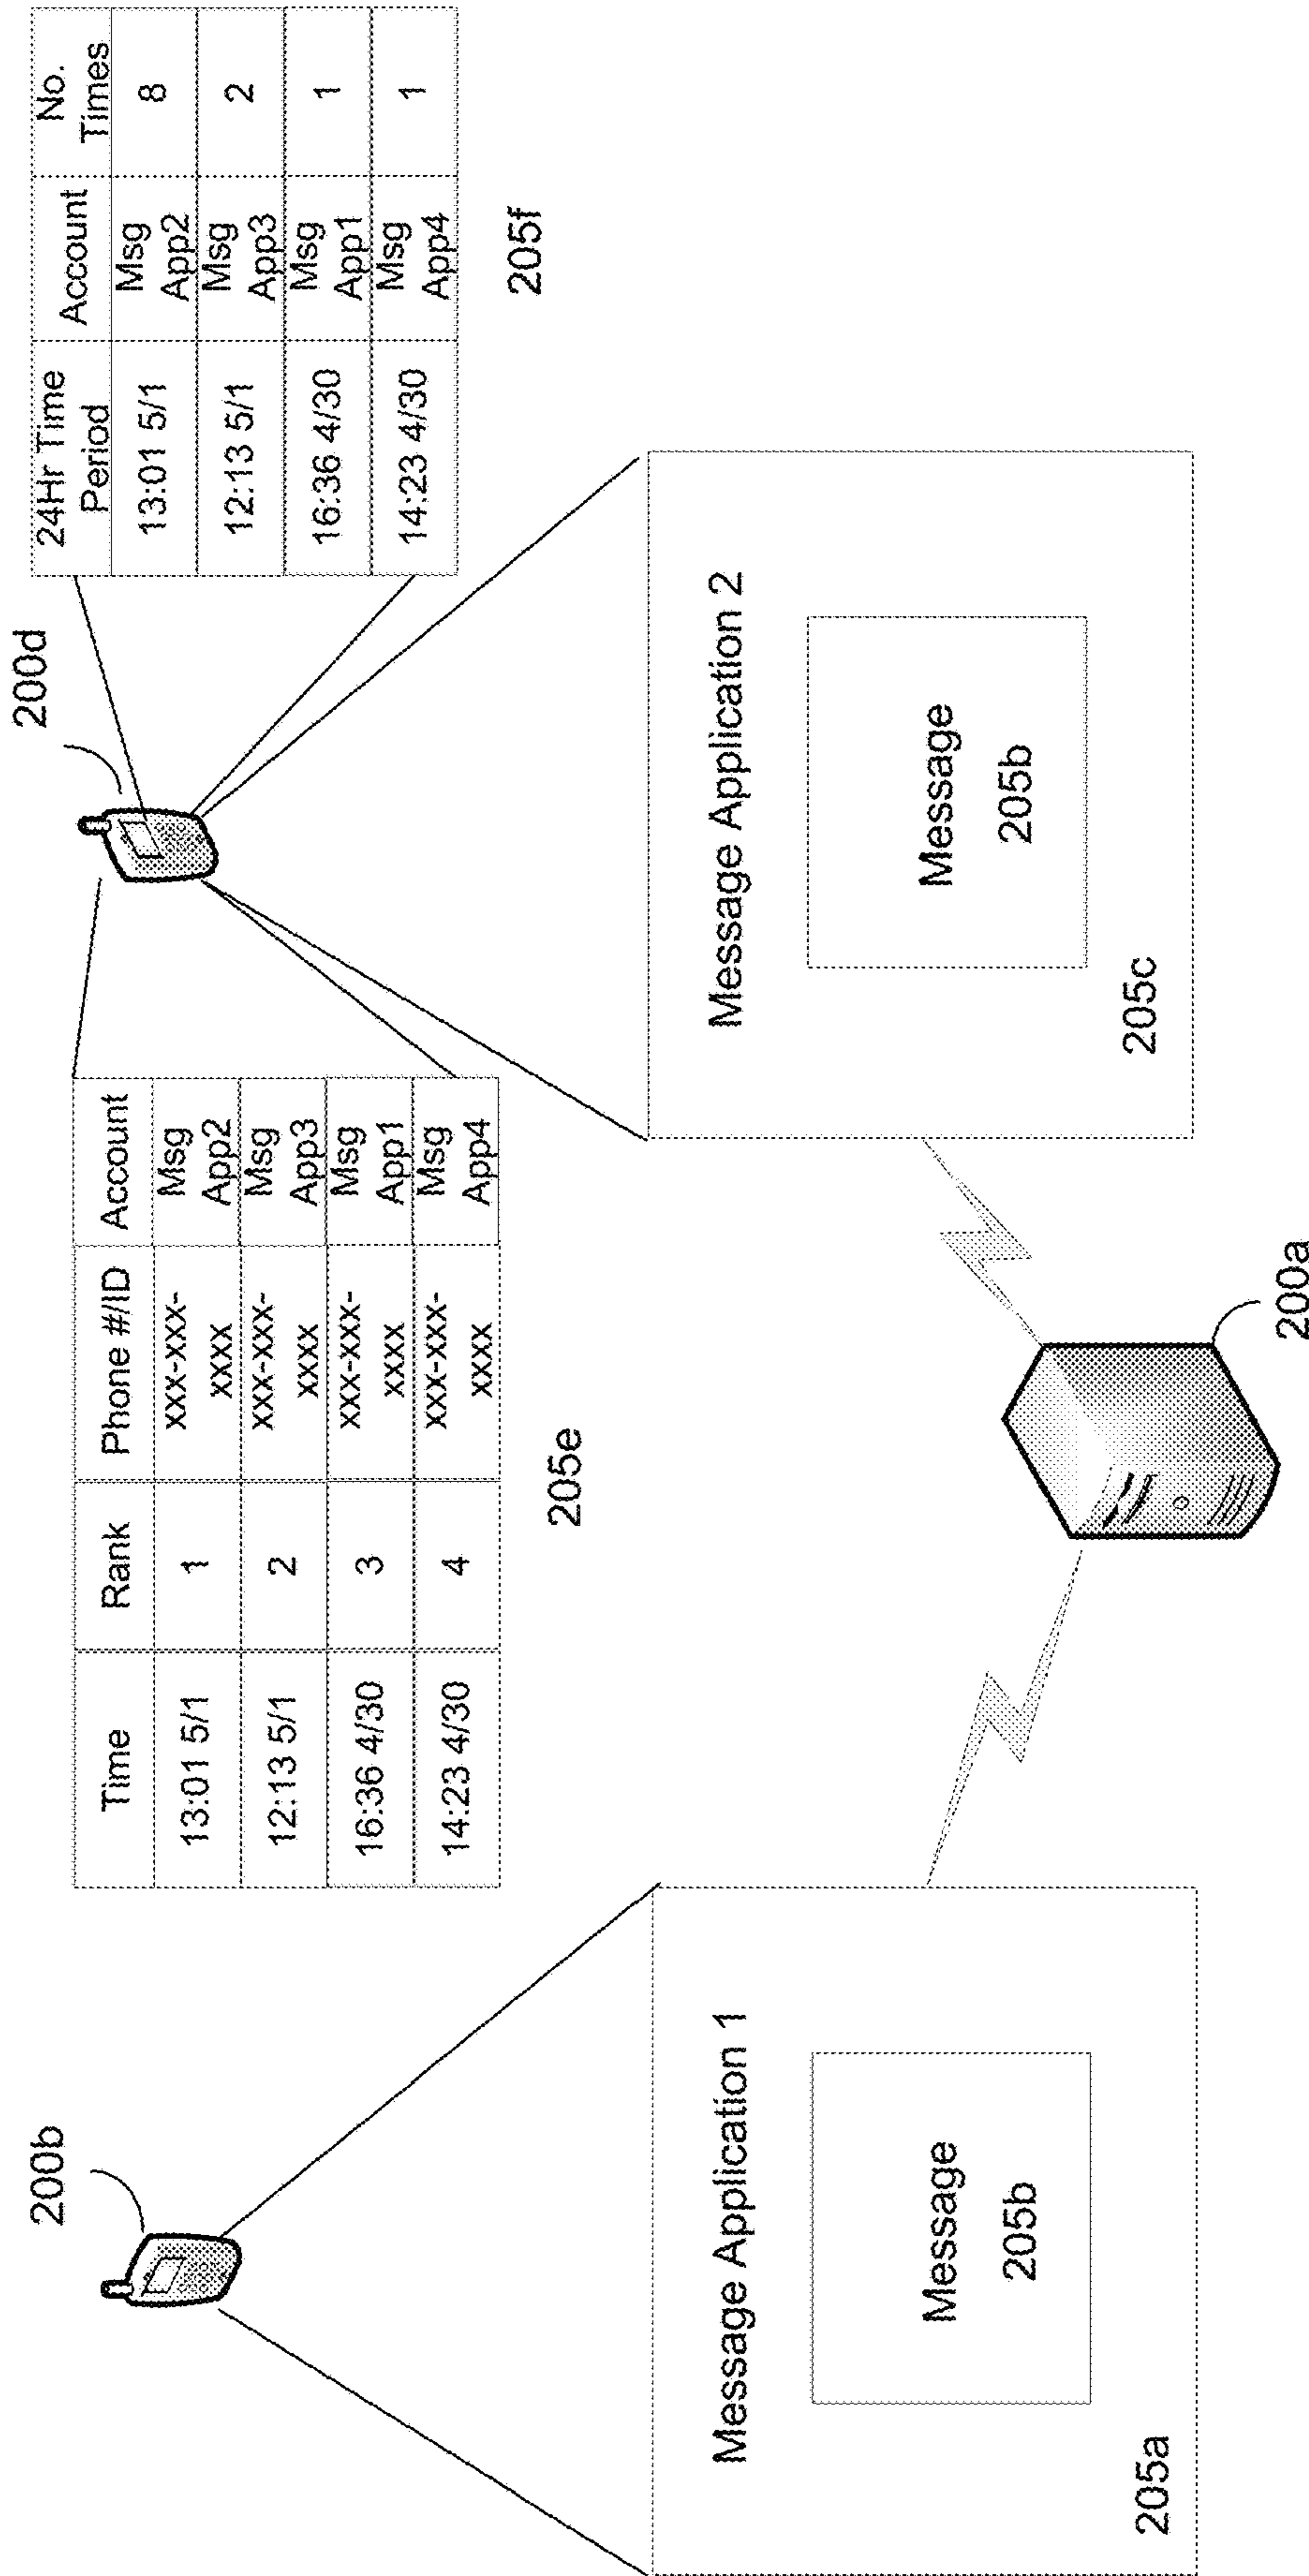 200b
200d
Time Rank Phone #/ID Account
13:01 5/1 1 xxx-xxx-
xxxx Msg
App2
12:13 5/1 2 xxx-xxx-
xxxx Msg
App3
16:36 4/30 3 xxx-xxx-
xxxx Msg
App1
14:23 4/30 4 xxx-xxx-
xxxx Msg
App4
205e
24Hr Time
Period Account No.
Times
13:01 5/1 Msg
App2 8
12:13 5/1 Msg
App3 2
16:36 4/30 Msg
App1 1
14:23 4/30 Msg
App4 1
205f
Message Application 1
Message
205b
205a
Message Application 2
Message
205b
205c
200a